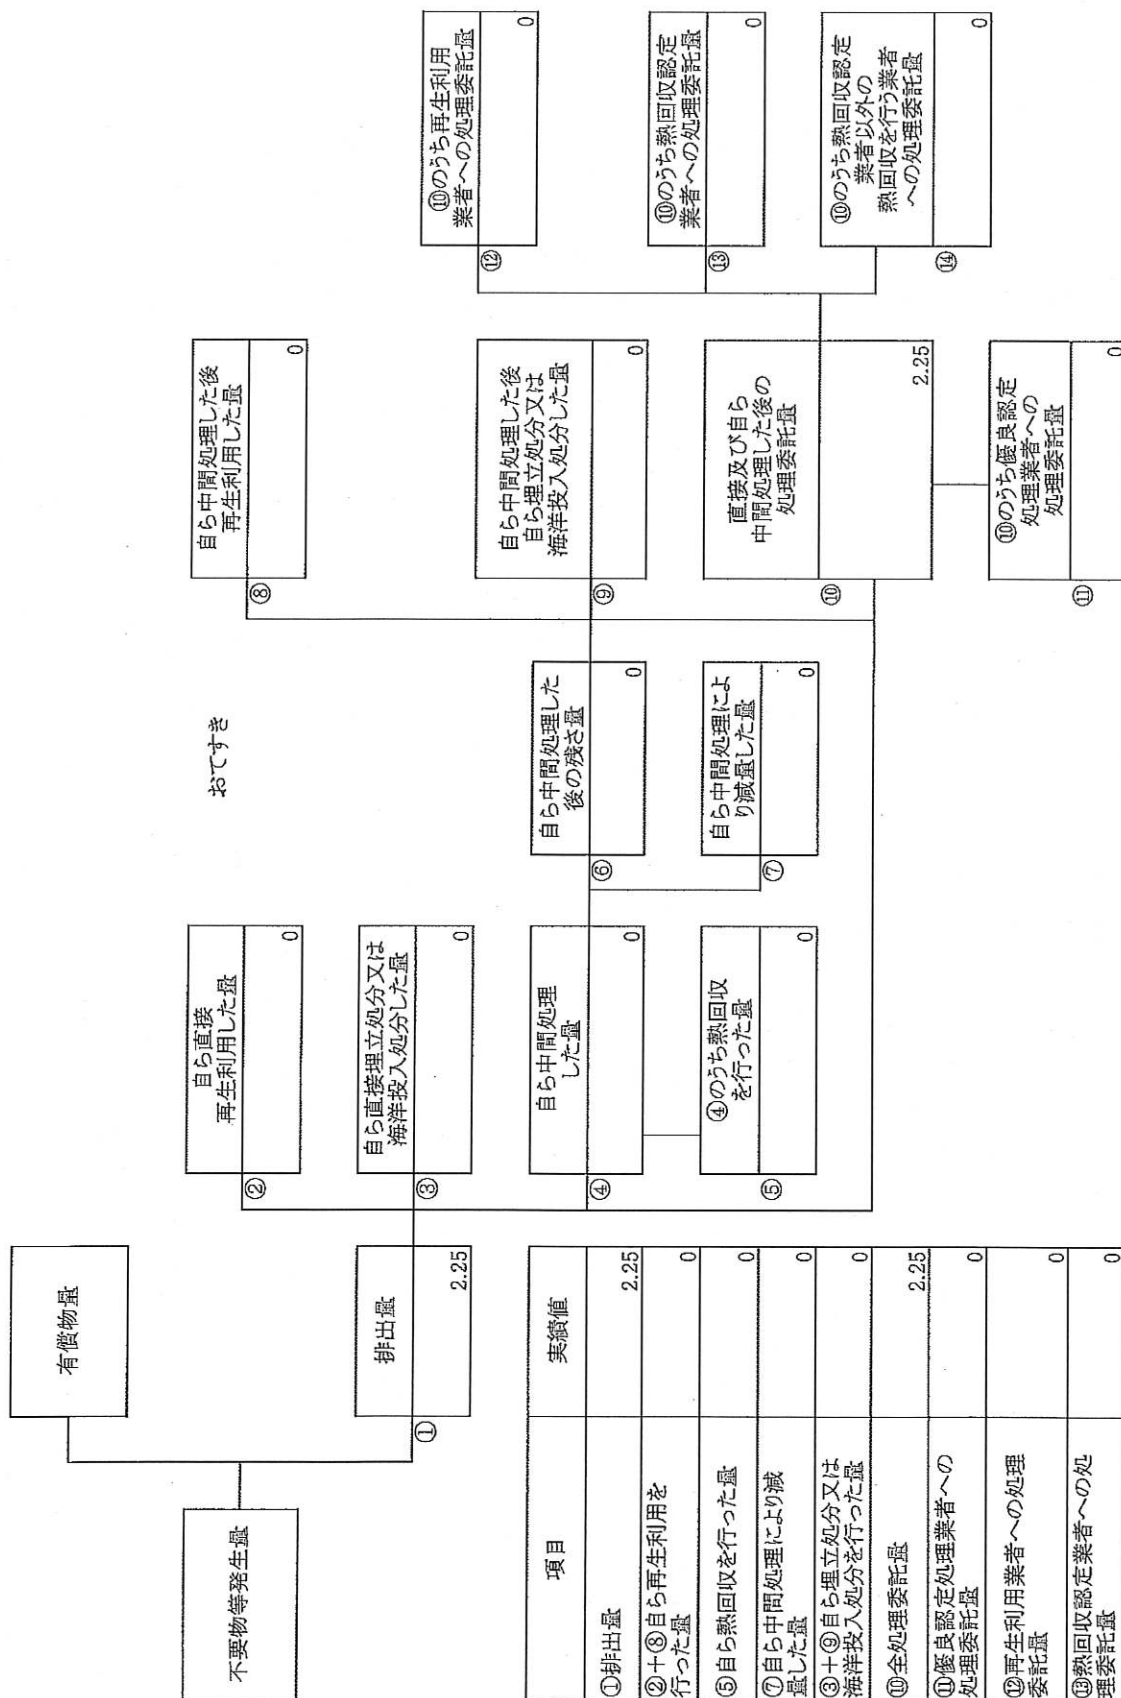 有償物量
不要物等発生量
①
排出量
2.25
②
自ら直接
再生利用した量
0
③
自ら直接埋立処分又は
海洋投入処分した量
0
④
自ら中間処理
した量
0
⑤
④のうち熱回収
を行った量
0
おてすき
⑥
自ら中間処理した
後の残さ量
0
⑦
自ら中間処理によ
り減量した量
0
⑧
自ら中間処理した後
再生利用した量
0
⑨
自ら中間処理した後
自ら埋立処分又は
海洋投入処分した量
0
⑩
直接及び自ら
中間処理した後の
処理委託量
2.25
⑪
⑩のうち優良認定
処理業者への
処理委託量
0
⑫
⑩のうち再生利用
業者への処理委託量
0
⑬
⑩のうち熱回収認定
業者への処理委託量
0
⑭
⑩のうち熱回収認定
業者以外の
熱回収を行う業者
への処理委託量
0
項目 実績値
①排出量 2.25
②+⑧自ら再生利用を
行った量 0
⑤自ら熱回収を行った量 0
⑦自ら中間処理により減
量した量 0
③+⑨自ら埋立処分又は
海洋投入処分を行った量 0
⑩全処理委託量 2.25
⑪優良認定処理業者への
処理委託量 0
⑫再生利用業者への処理
委託量 0
⑬熱回収認定業者への処
理委託量 0